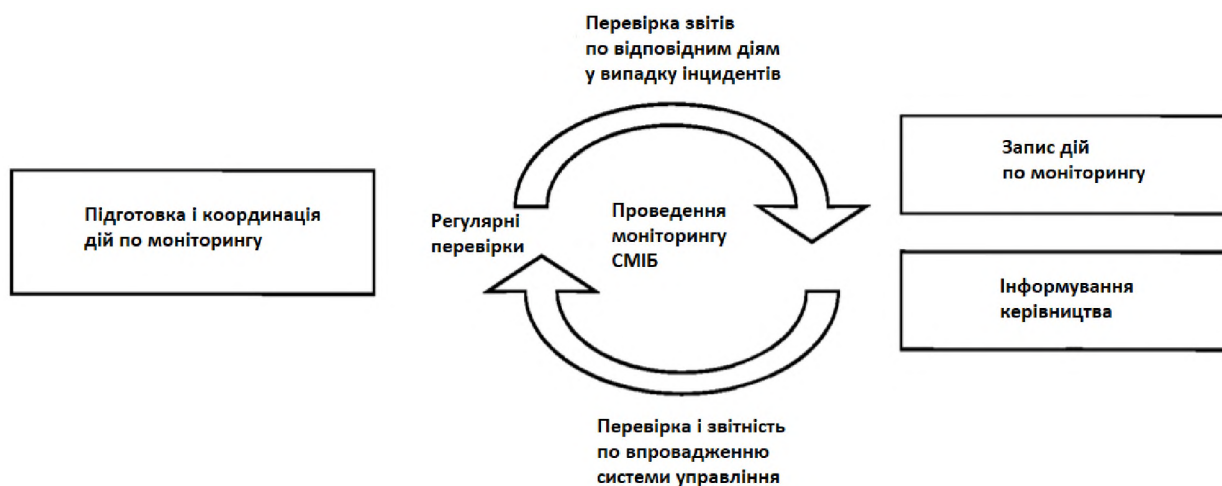 Перевірка звітів
по відповідним діям
у випадку інцидентів
Підготовка і координація
дій по моніторингу
Регулярні
перевірки
Проведення
моніторингу
СМІБ
Запис дій
по моніторингу
Інформування
керівництва
Перевірка і звітність
по впровадженню
системи управління